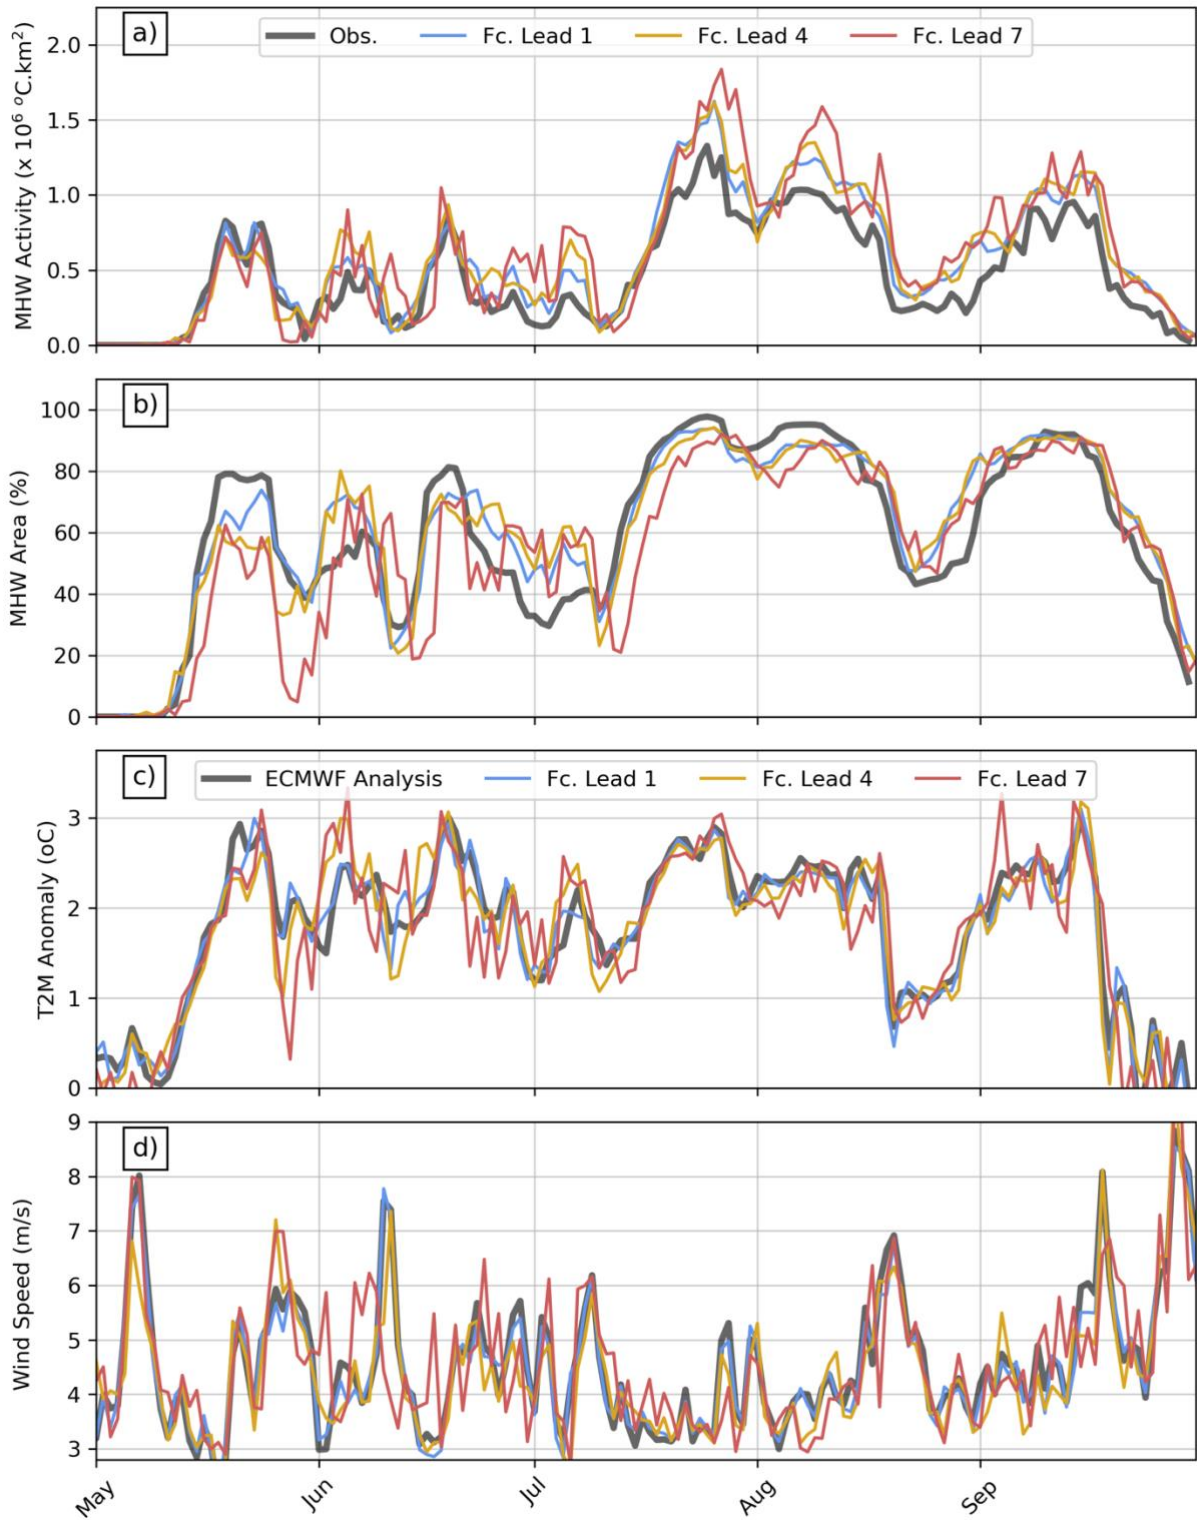 a)
Obs. Fc. Lead 1 Fc. Lead 4 Fc. Lead 7
MHW Activity (x 10⁶ ᵒC.km²)
2.0
1.5
1.0
0.5
0.0
b)
MHW Area (%)
100
80
60
40
20
0
c)
ECMWF Analysis Fc. Lead 1 Fc. Lead 4 Fc. Lead 7
T2M Anomaly (oC)
3
2
1
0
d)
Wind Speed (m/s)
9
8
7
6
5
4
3
May Jun Jul Aug Sep